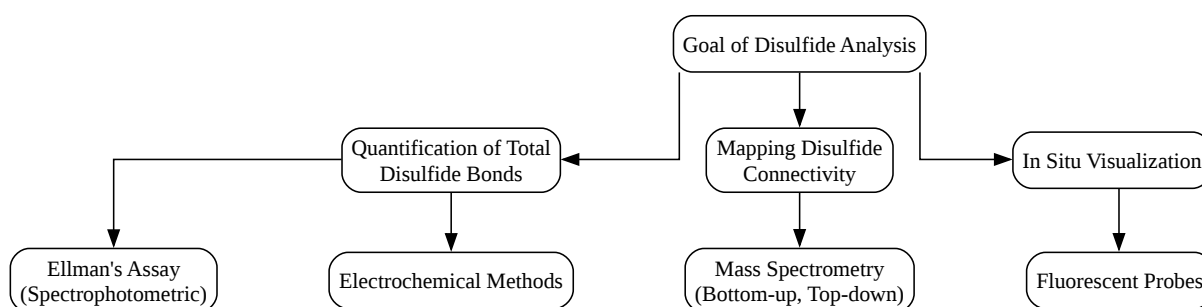 Goal of Disulfide Analysis
Quantification of Total
Disulfide Bonds
Mapping Disulfide
Connectivity
In Situ Visualization
Ellman's Assay
(Spectrophotometric)
Electrochemical Methods
Mass Spectrometry
(Bottom-up, Top-down)
Fluorescent Probes